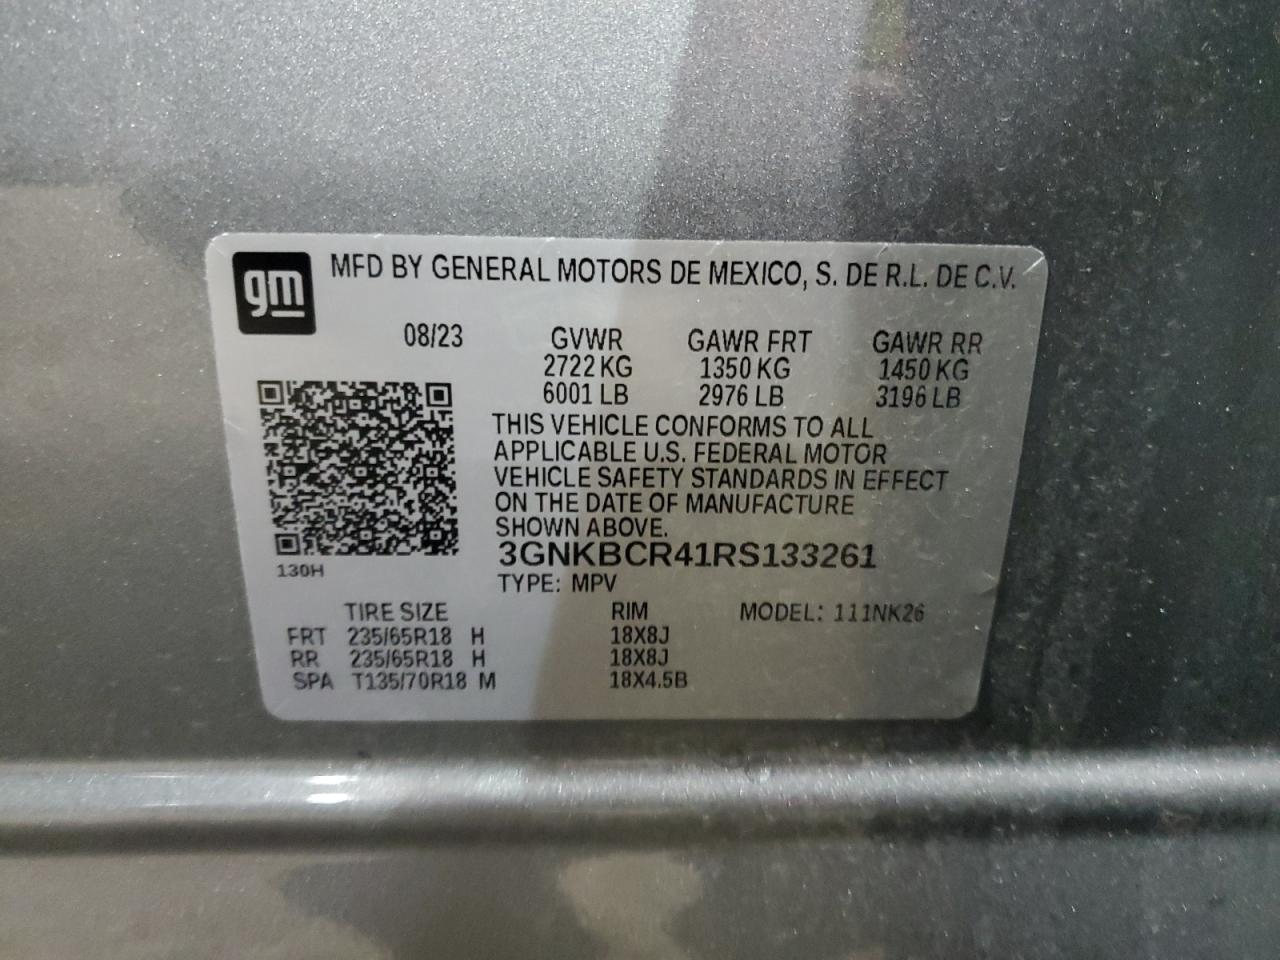 gm MFD BY GENERAL MOTORS DE MEXICO, S. DE R.L. DE C.V.
08/23 GVWR GAWR FRT GAWR RR
2722 KG 1350 KG 1450 KG
6001 LB 2976 LB 3196 LB
THIS VEHICLE CONFORMS TO ALL
APPLICABLE U.S. FEDERAL MOTOR
VEHICLE SAFETY STANDARDS IN EFFECT
ON THE DATE OF MANUFACTURE
SHOWN ABOVE.
3GNKBCR41RS133261
130H
TYPE: MPV
TIRE SIZE RIM MODEL: 111NK26
FRT 235/65R18 H 18X8J
RR 235/65R18 H 18X8J
SPA T135/70R18 M 18X4.5B